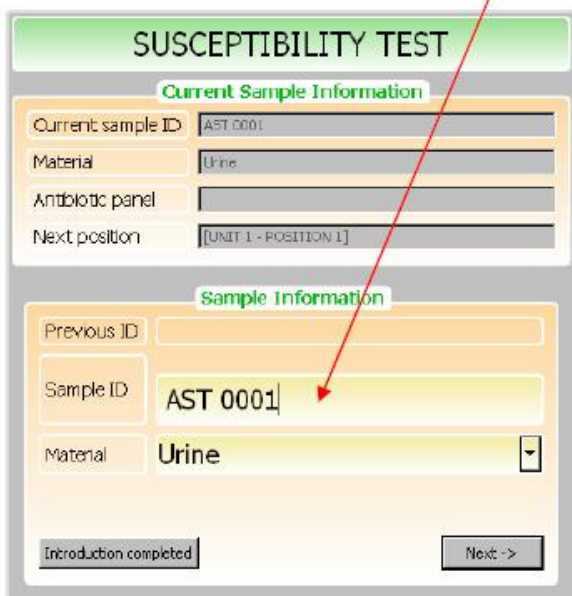 SUSCEPTIBILITY TEST
Current Sample Information
Current sample ID AST 0001
Material Urine
Antibiotic panel
Next position [UNIT 1 - POSITION 1]
Sample Information
Previous ID
Sample ID AST 0001
Material Urine
Introduction completed Next ->